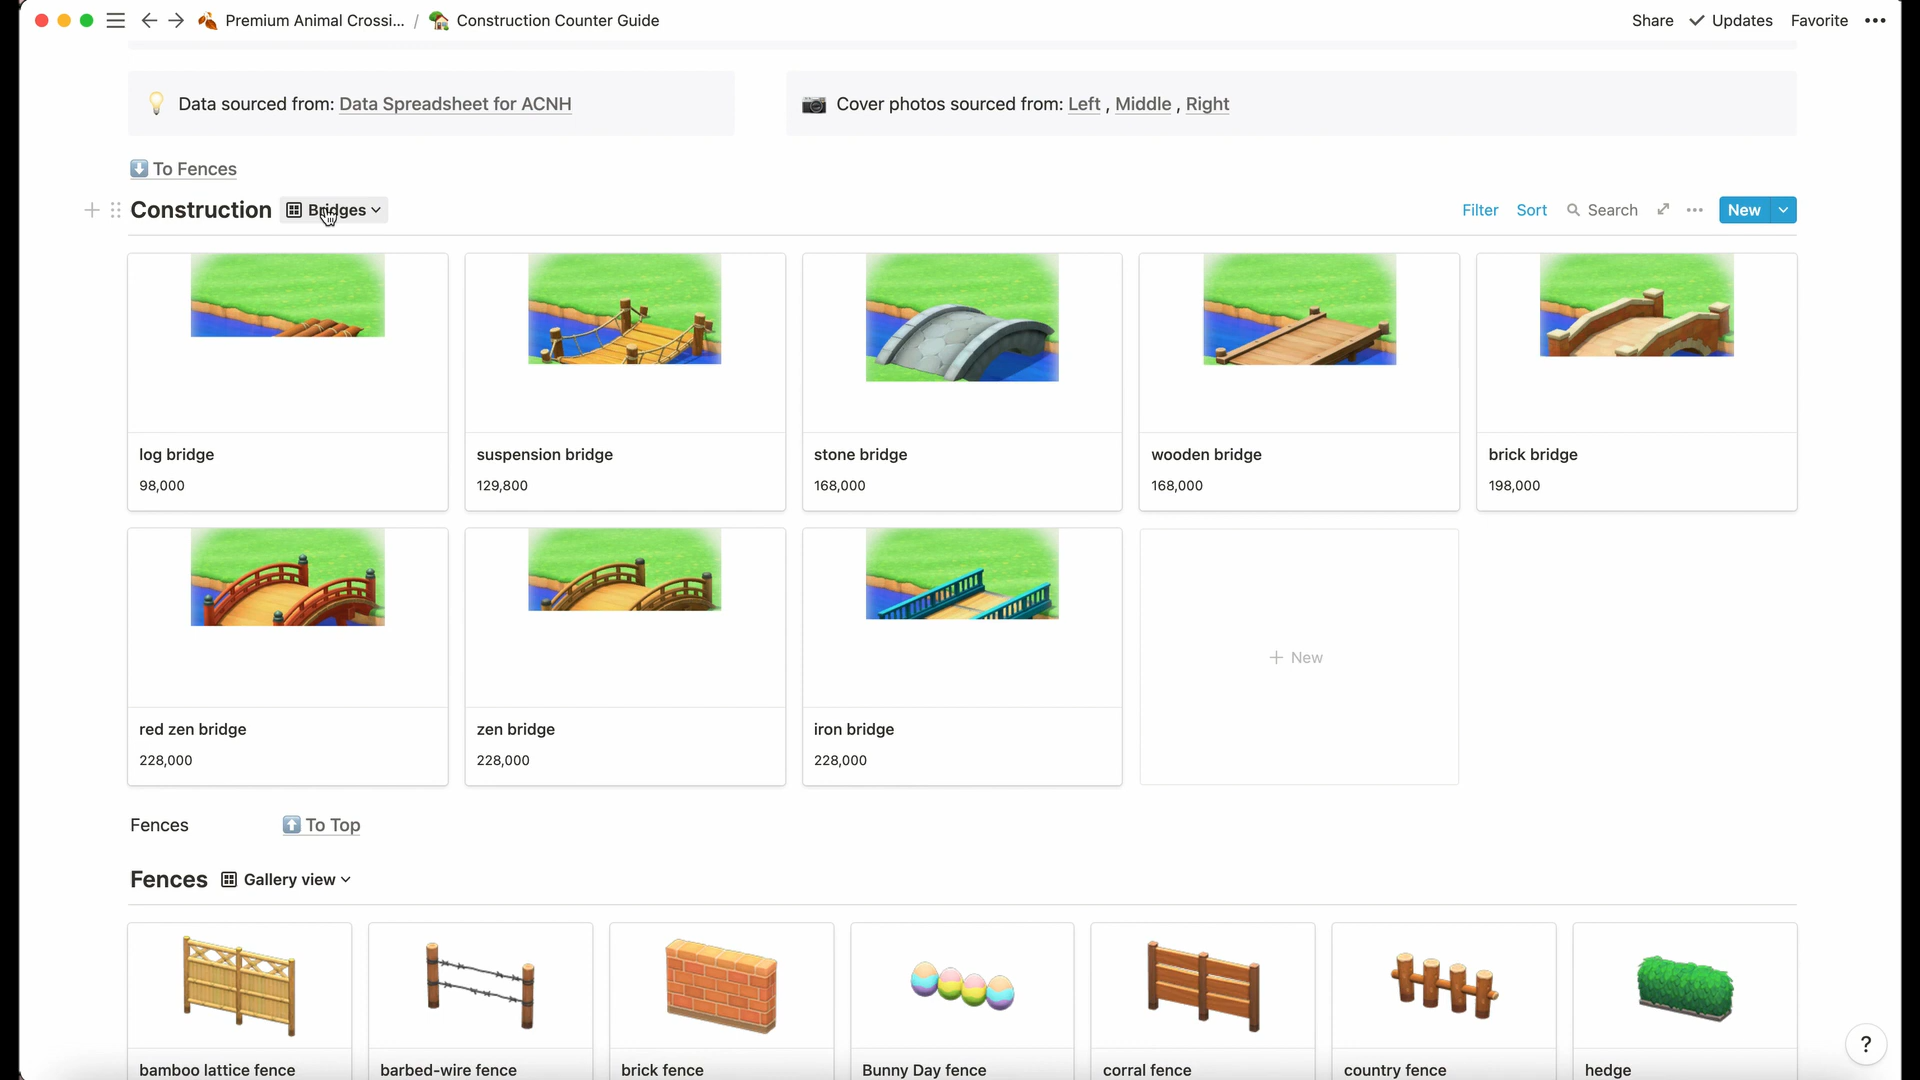 Premium Animal Crossi... / Construction Counter Guide
Share Updates Favorite
Data sourced from: Data Spreadsheet for ACNH
Cover photos sourced from: Left , Middle , Right
To Fences
Construction Bridges
Filter Sort Search New
log bridge
98,000
suspension bridge
129,800
stone bridge
168,000
wooden bridge
168,000
brick bridge
198,000
red zen bridge
228,000
zen bridge
228,000
iron bridge
228,000
+ New
Fences To Top
Fences Gallery view
bamboo lattice fence
barbed-wire fence
brick fence
Bunny Day fence
corral fence
country fence
hedge
?